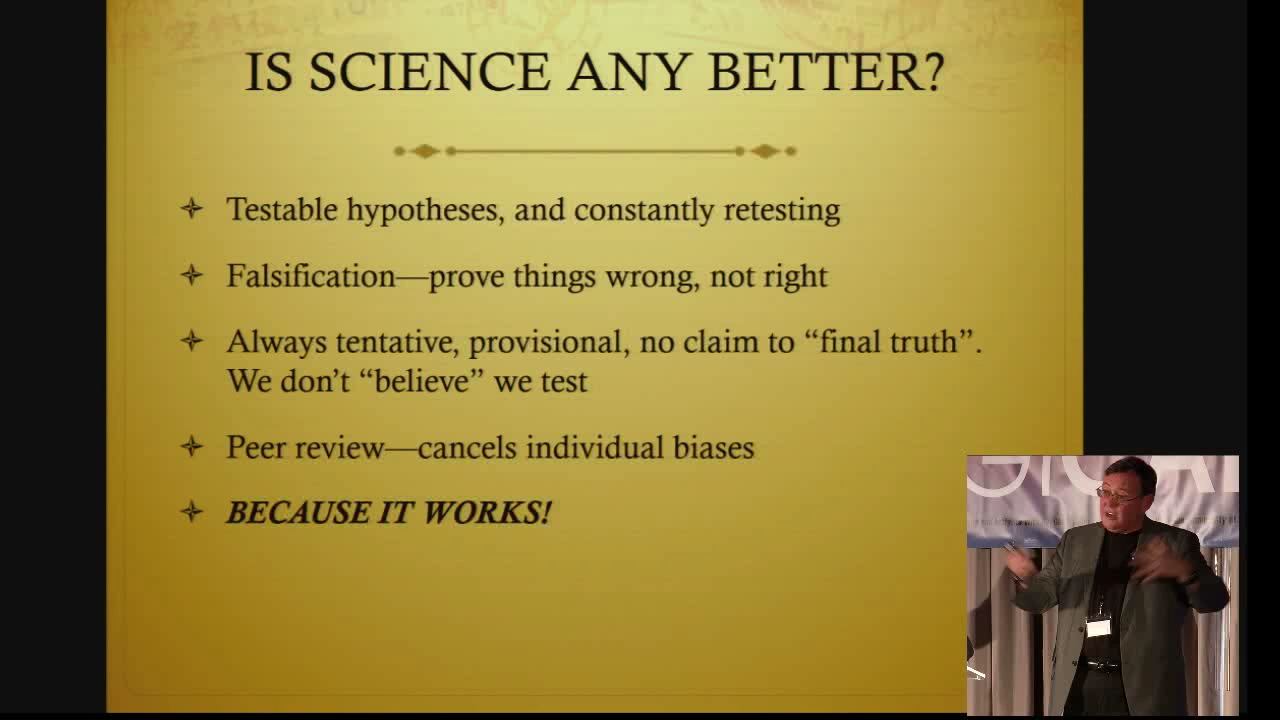 IS SCIENCE ANY BETTER?
Testable hypotheses, and constantly retesting
Falsification—prove things wrong, not right
Always tentative, provisional, no claim to “final truth”.
We don’t “believe” we test
Peer review—cancels individual biases
BECAUSE IT WORKS!